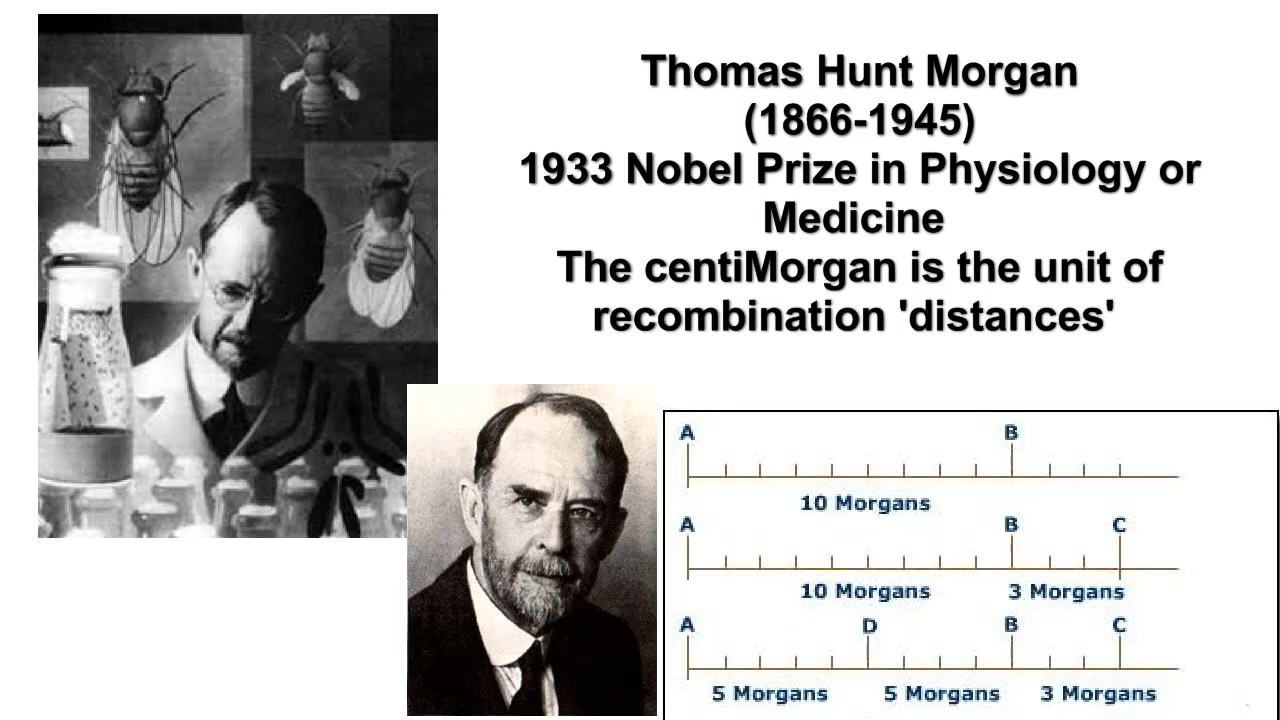 Thomas Hunt Morgan
(1866-1945)
1933 Nobel Prize in Physiology or
Medicine
The centiMorgan is the unit of
recombination 'distances'
A B
10 Morgans
A B C
10 Morgans 3 Morgans
A D B C
5 Morgans 5 Morgans 3 Morgans